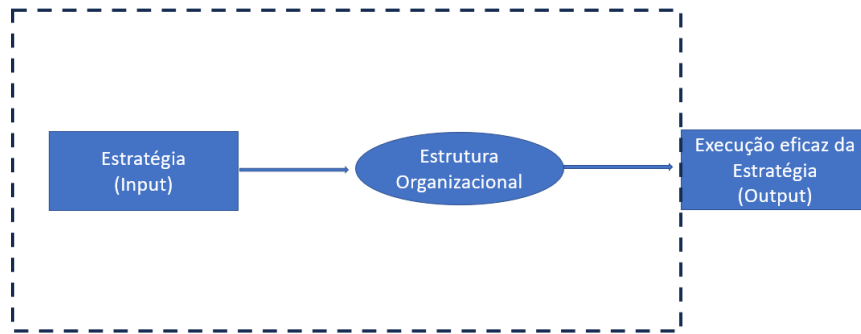 Estratégia
(Input)
Estrutura
Organizacional
Execução eficaz da
Estratégia
(Output)